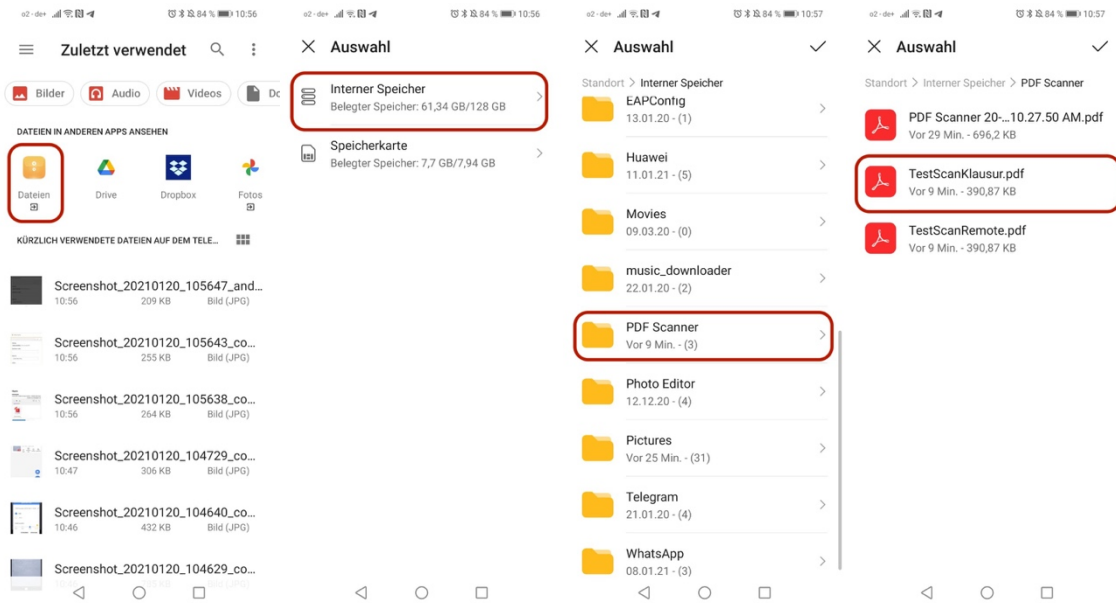 o2 - de+ 84 % 10:56
Zuletzt verwendet
Bilder
Audio
Videos
Do
DATEIEN IN ANDEREN APPS ANSEHEN
Dateien
Drive
Dropbox
Fotos
KÜRZLICH VERWENDETE DATEIEN AUF DEM TELE...
Screenshot_20210120_105647_and...
10:56 209 KB Bild (JPG)
Screenshot_20210120_105643_co...
10:56 255 KB Bild (JPG)
Screenshot_20210120_105638_co...
10:56 264 KB Bild (JPG)
Screenshot_20210120_104729_co...
10:47 306 KB Bild (JPG)
Screenshot_20210120_104640_co...
10:46 432 KB Bild (JPG)
Screenshot_20210120_104629_co...
o2 - de+ 84 % 10:56
Auswahl
Interner Speicher
Belegter Speicher: 61,34 GB/128 GB
Speicherkarte
Belegter Speicher: 7,7 GB/7,94 GB
o2 - de+ 84 % 10:57
Auswahl
Standort > Interner Speicher
EAPConfig
13.01.20 - (1)
Huawei
11.01.21 - (5)
Movies
09.03.20 - (0)
music_downloader
22.01.20 - (2)
PDF Scanner
Vor 9 Min. - (3)
Photo Editor
12.12.20 - (4)
Pictures
Vor 25 Min. - (31)
Telegram
21.01.20 - (4)
WhatsApp
08.01.21 - (3)
o2 - de+ 84 % 10:57
Auswahl
Standort > Interner Speicher > PDF Scanner
PDF Scanner 20-...10.27.50 AM.pdf
Vor 29 Min. - 696,2 KB
TestScanKlausur.pdf
Vor 9 Min. - 390,87 KB
TestScanRemote.pdf
Vor 9 Min. - 390,87 KB